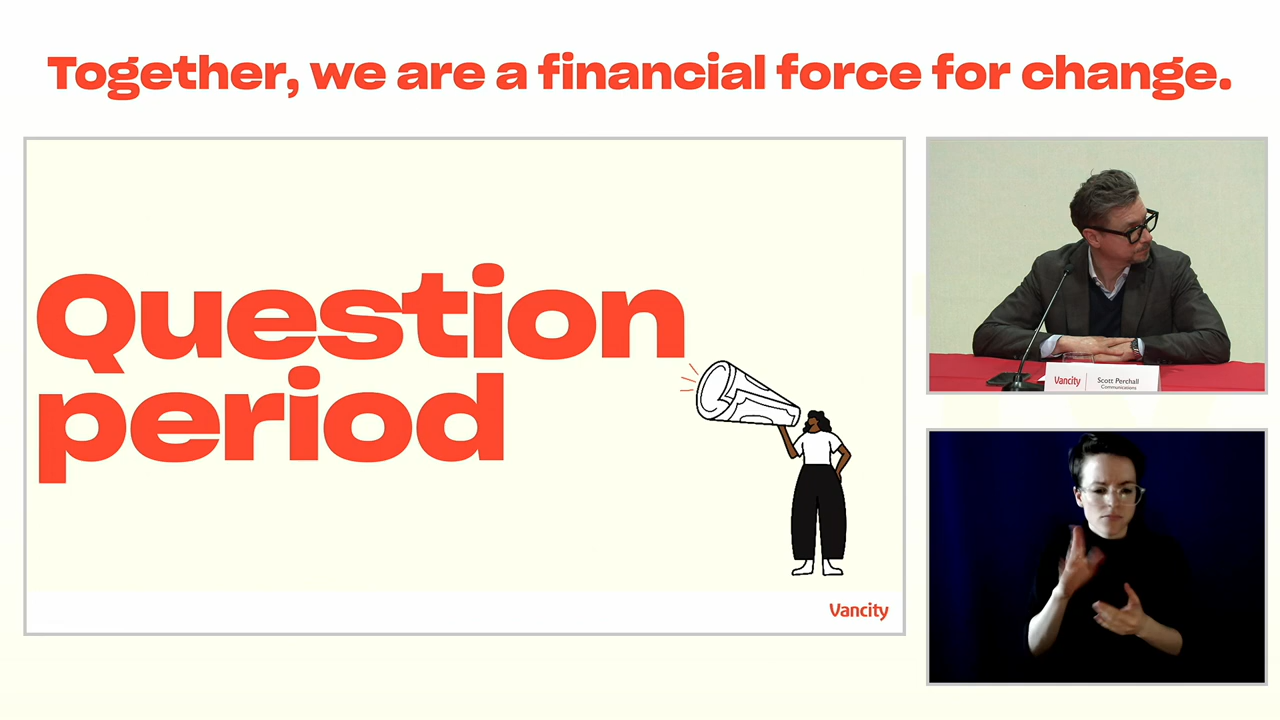 Together, we are a financial force for change.
Question
period
Vancity
Vancity
Scott Perchall
Communications